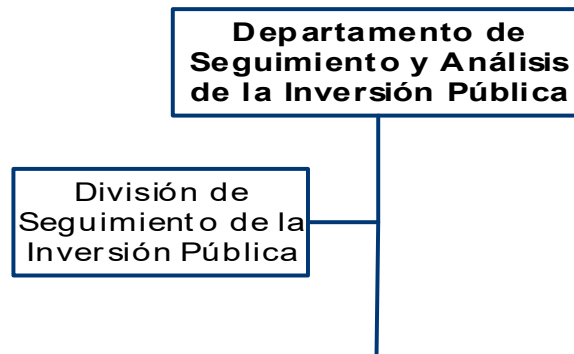 Departamento de
Seguimiento y Análisis
de la Inversión Pública
División de
Seguimiento de la
Inversión Pública